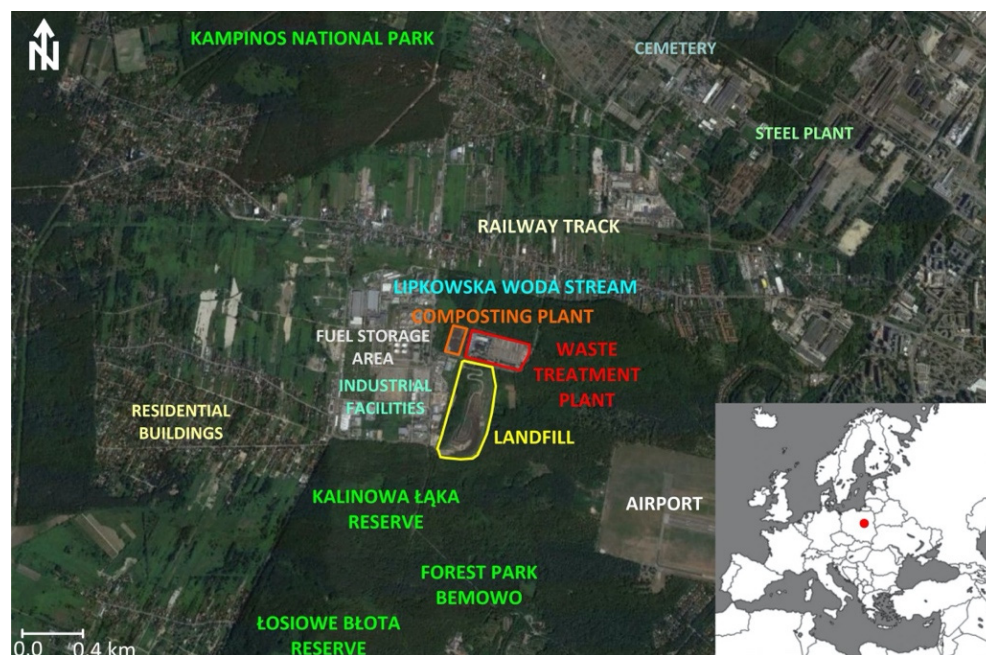 N
KAMPINOS NATIONAL PARK
CEMETERY
STEEL PLANT
RAILWAY TRACK
LIPKOWSKA WODA STREAM
COMPOSTING PLANT
FUEL STORAGE
AREA
WASTE
TREATMENT
PLANT
INDUSTRIAL
FACILITIES
RESIDENTIAL
BUILDINGS
LANDFILL
KALINOWA ŁĄKA
RESERVE
AIRPORT
FOREST PARK
BEMOWO
ŁOSIOWE BŁOTA
RESERVE
0.0 0.4 km